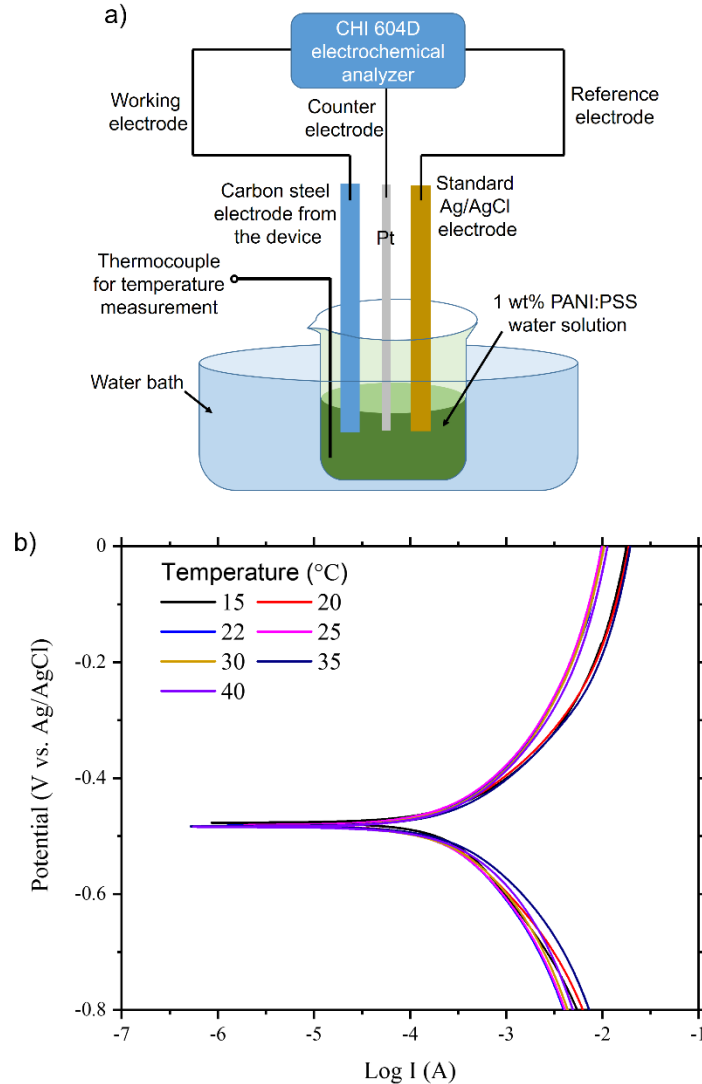 a)
CHI 604D
electrochemical
analyzer
Working
electrode
Counter
electrode
Reference
electrode
Carbon steel
electrode from
the device
Pt
Standard
Ag/AgCl
electrode
Thermocouple
for temperature
measurement
1 wt% PANI:PSS
water solution
Water bath
b)
Temperature (°C)
15 20
22 25
30 35
40
Potential (V vs. Ag/AgCl)
0
-0.2
-0.4
-0.6
-0.8
-7 -6 -5 -4 -3 -2 -1
Log I (A)